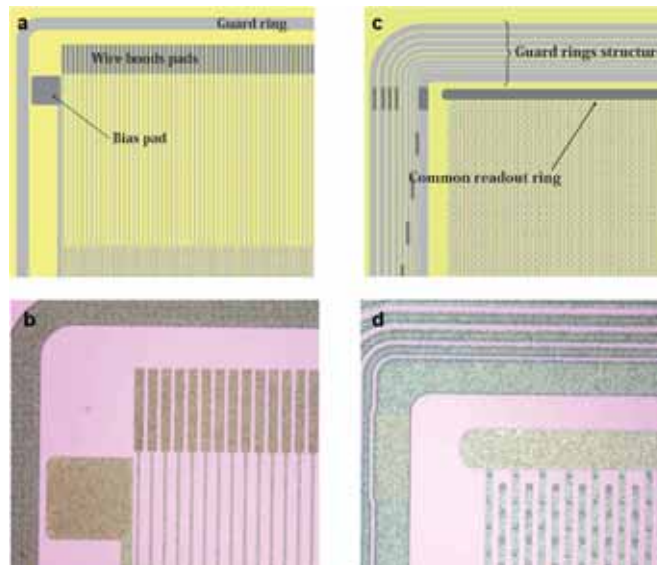 a
Guard ring
Wire bonds pads
Bias pad
c
Guard rings structure
Common readout ring
b
d